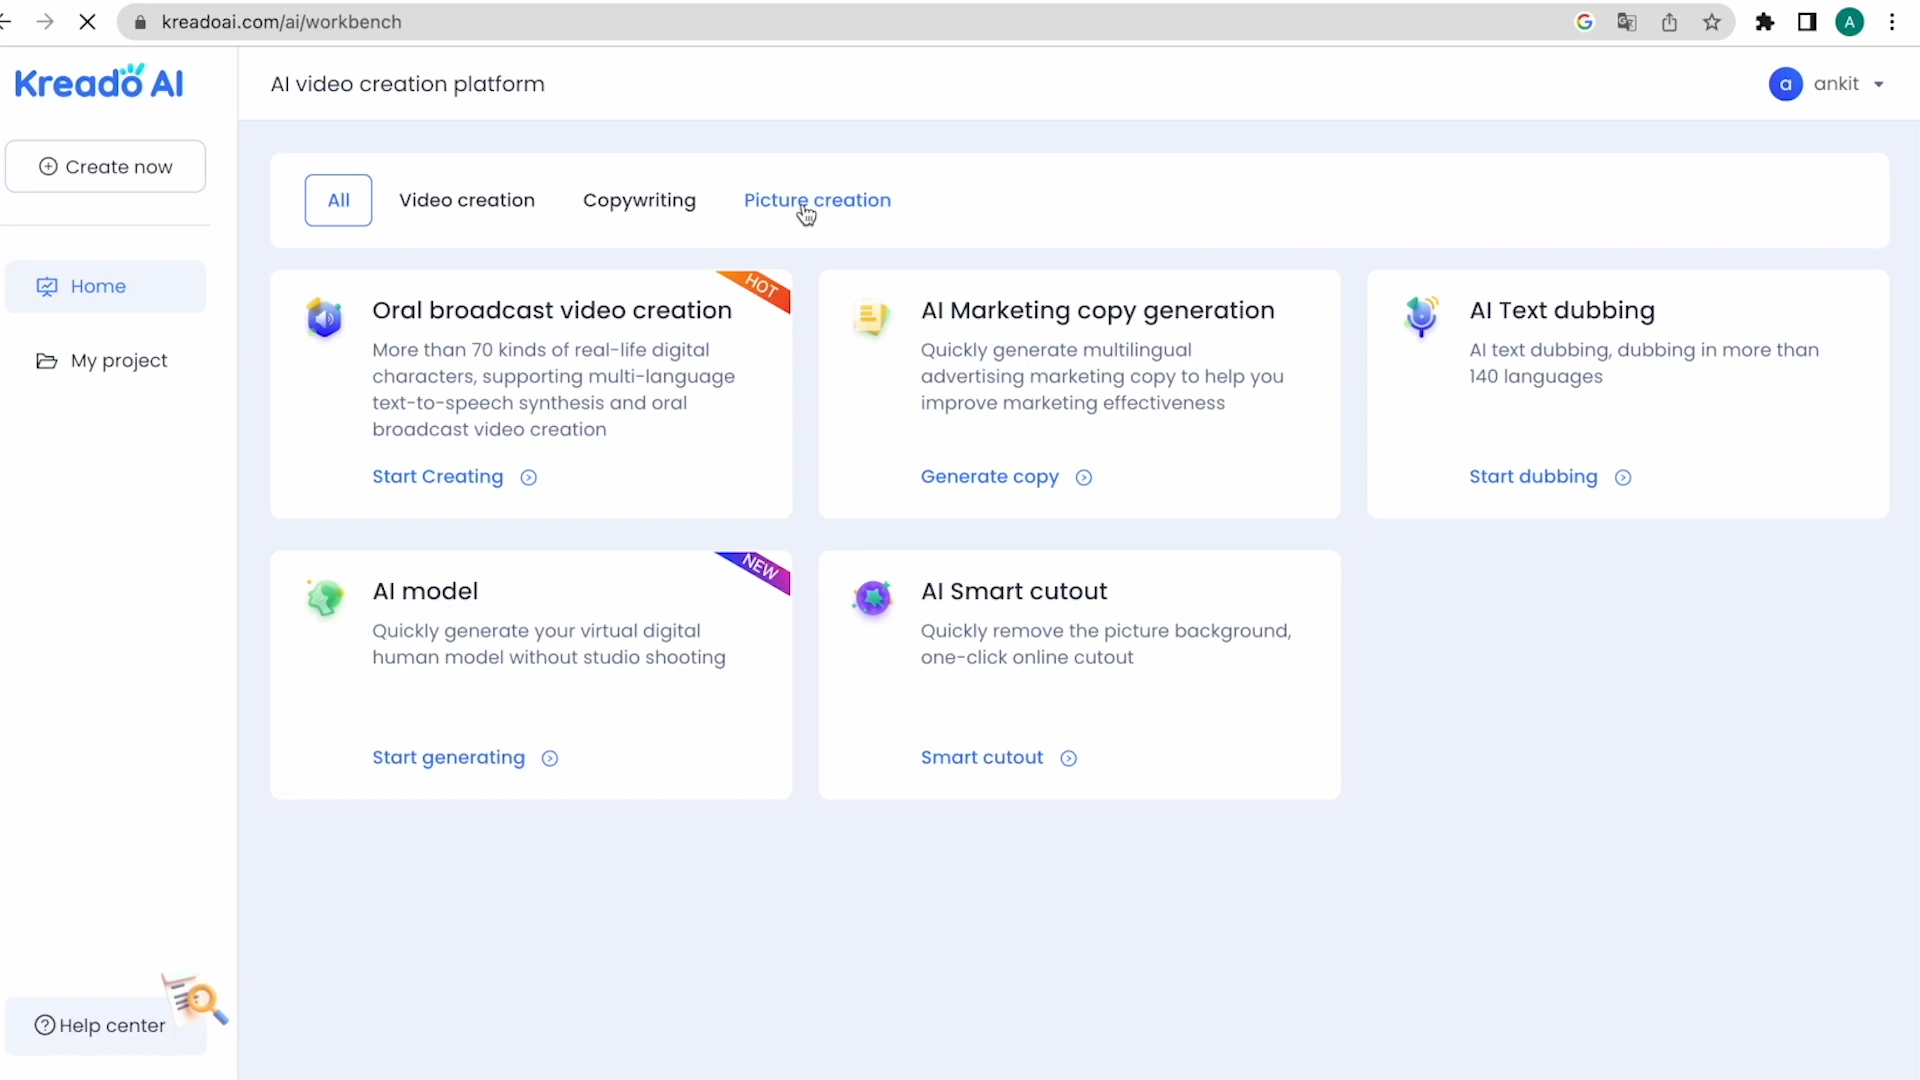 kreadoai.com/ai/workbench
A
Kreado AI
AI video creation platform
a ankit
Create now
All Video creation Copywriting Picture creation
Home
My project
HOT
Oral broadcast video creation
More than 70 kinds of real-life digital
characters, supporting multi-language
text-to-speech synthesis and oral
broadcast video creation
Start Creating
AI Marketing copy generation
Quickly generate multilingual
advertising marketing copy to help you
improve marketing effectiveness
Generate copy
AI Text dubbing
AI text dubbing, dubbing in more than
140 languages
Start dubbing
NEW
AI model
Quickly generate your virtual digital
human model without studio shooting
Start generating
AI Smart cutout
Quickly remove the picture background,
one-click online cutout
Smart cutout
Help center